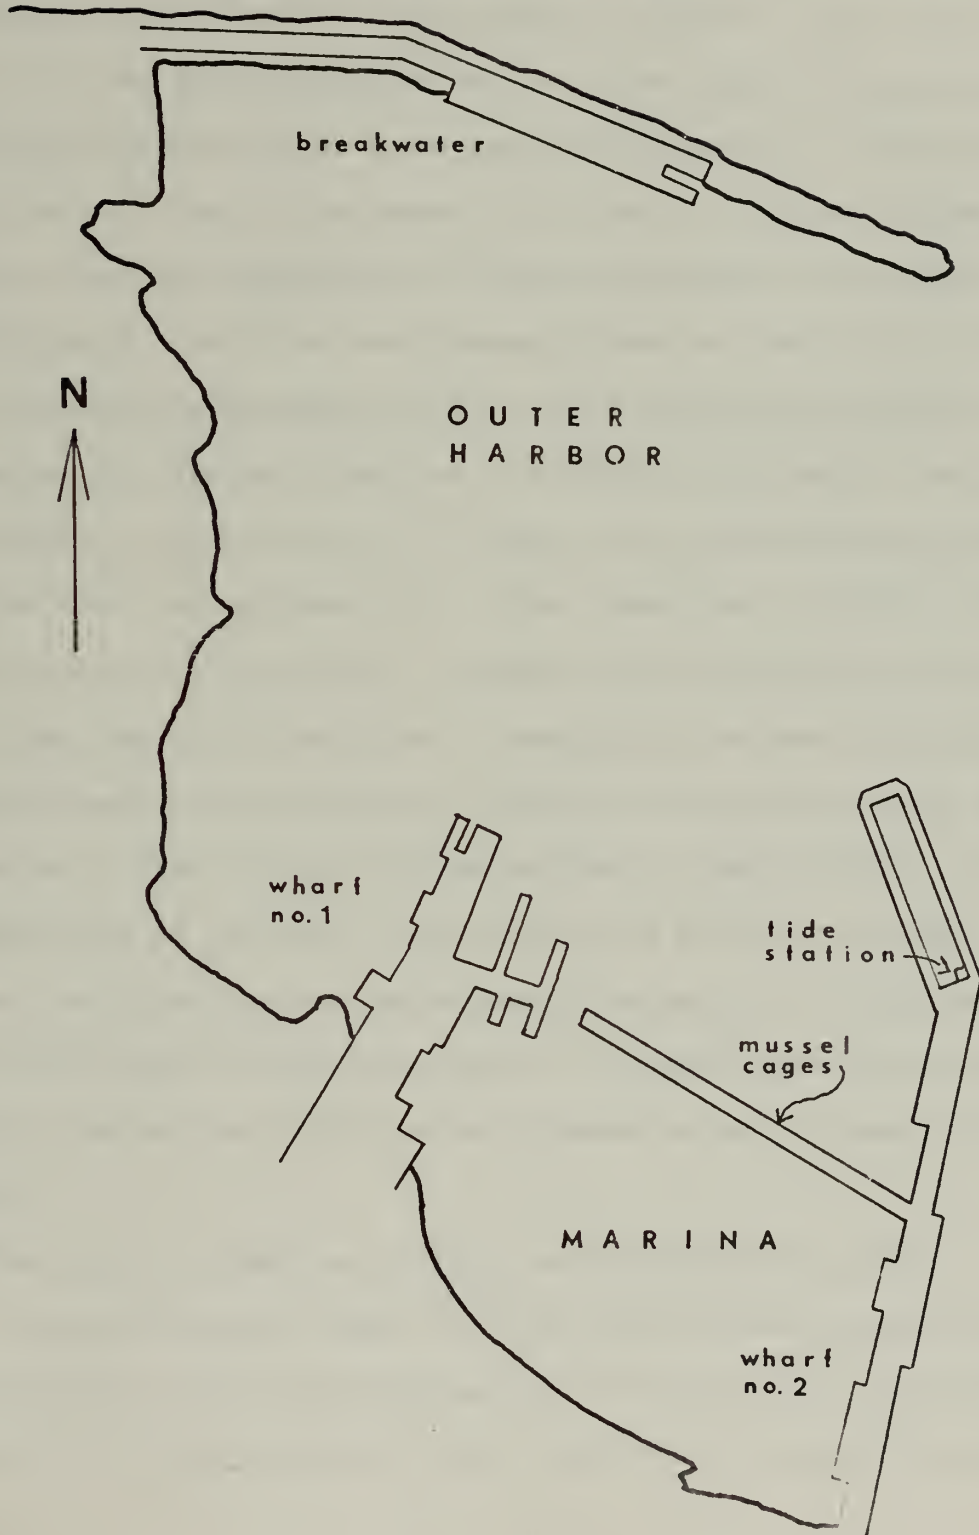 breakwater
N
OUTER
HARBOR
wharf
no. 1
tide
station
mussel
cages
MARINA
wharf
no. 2